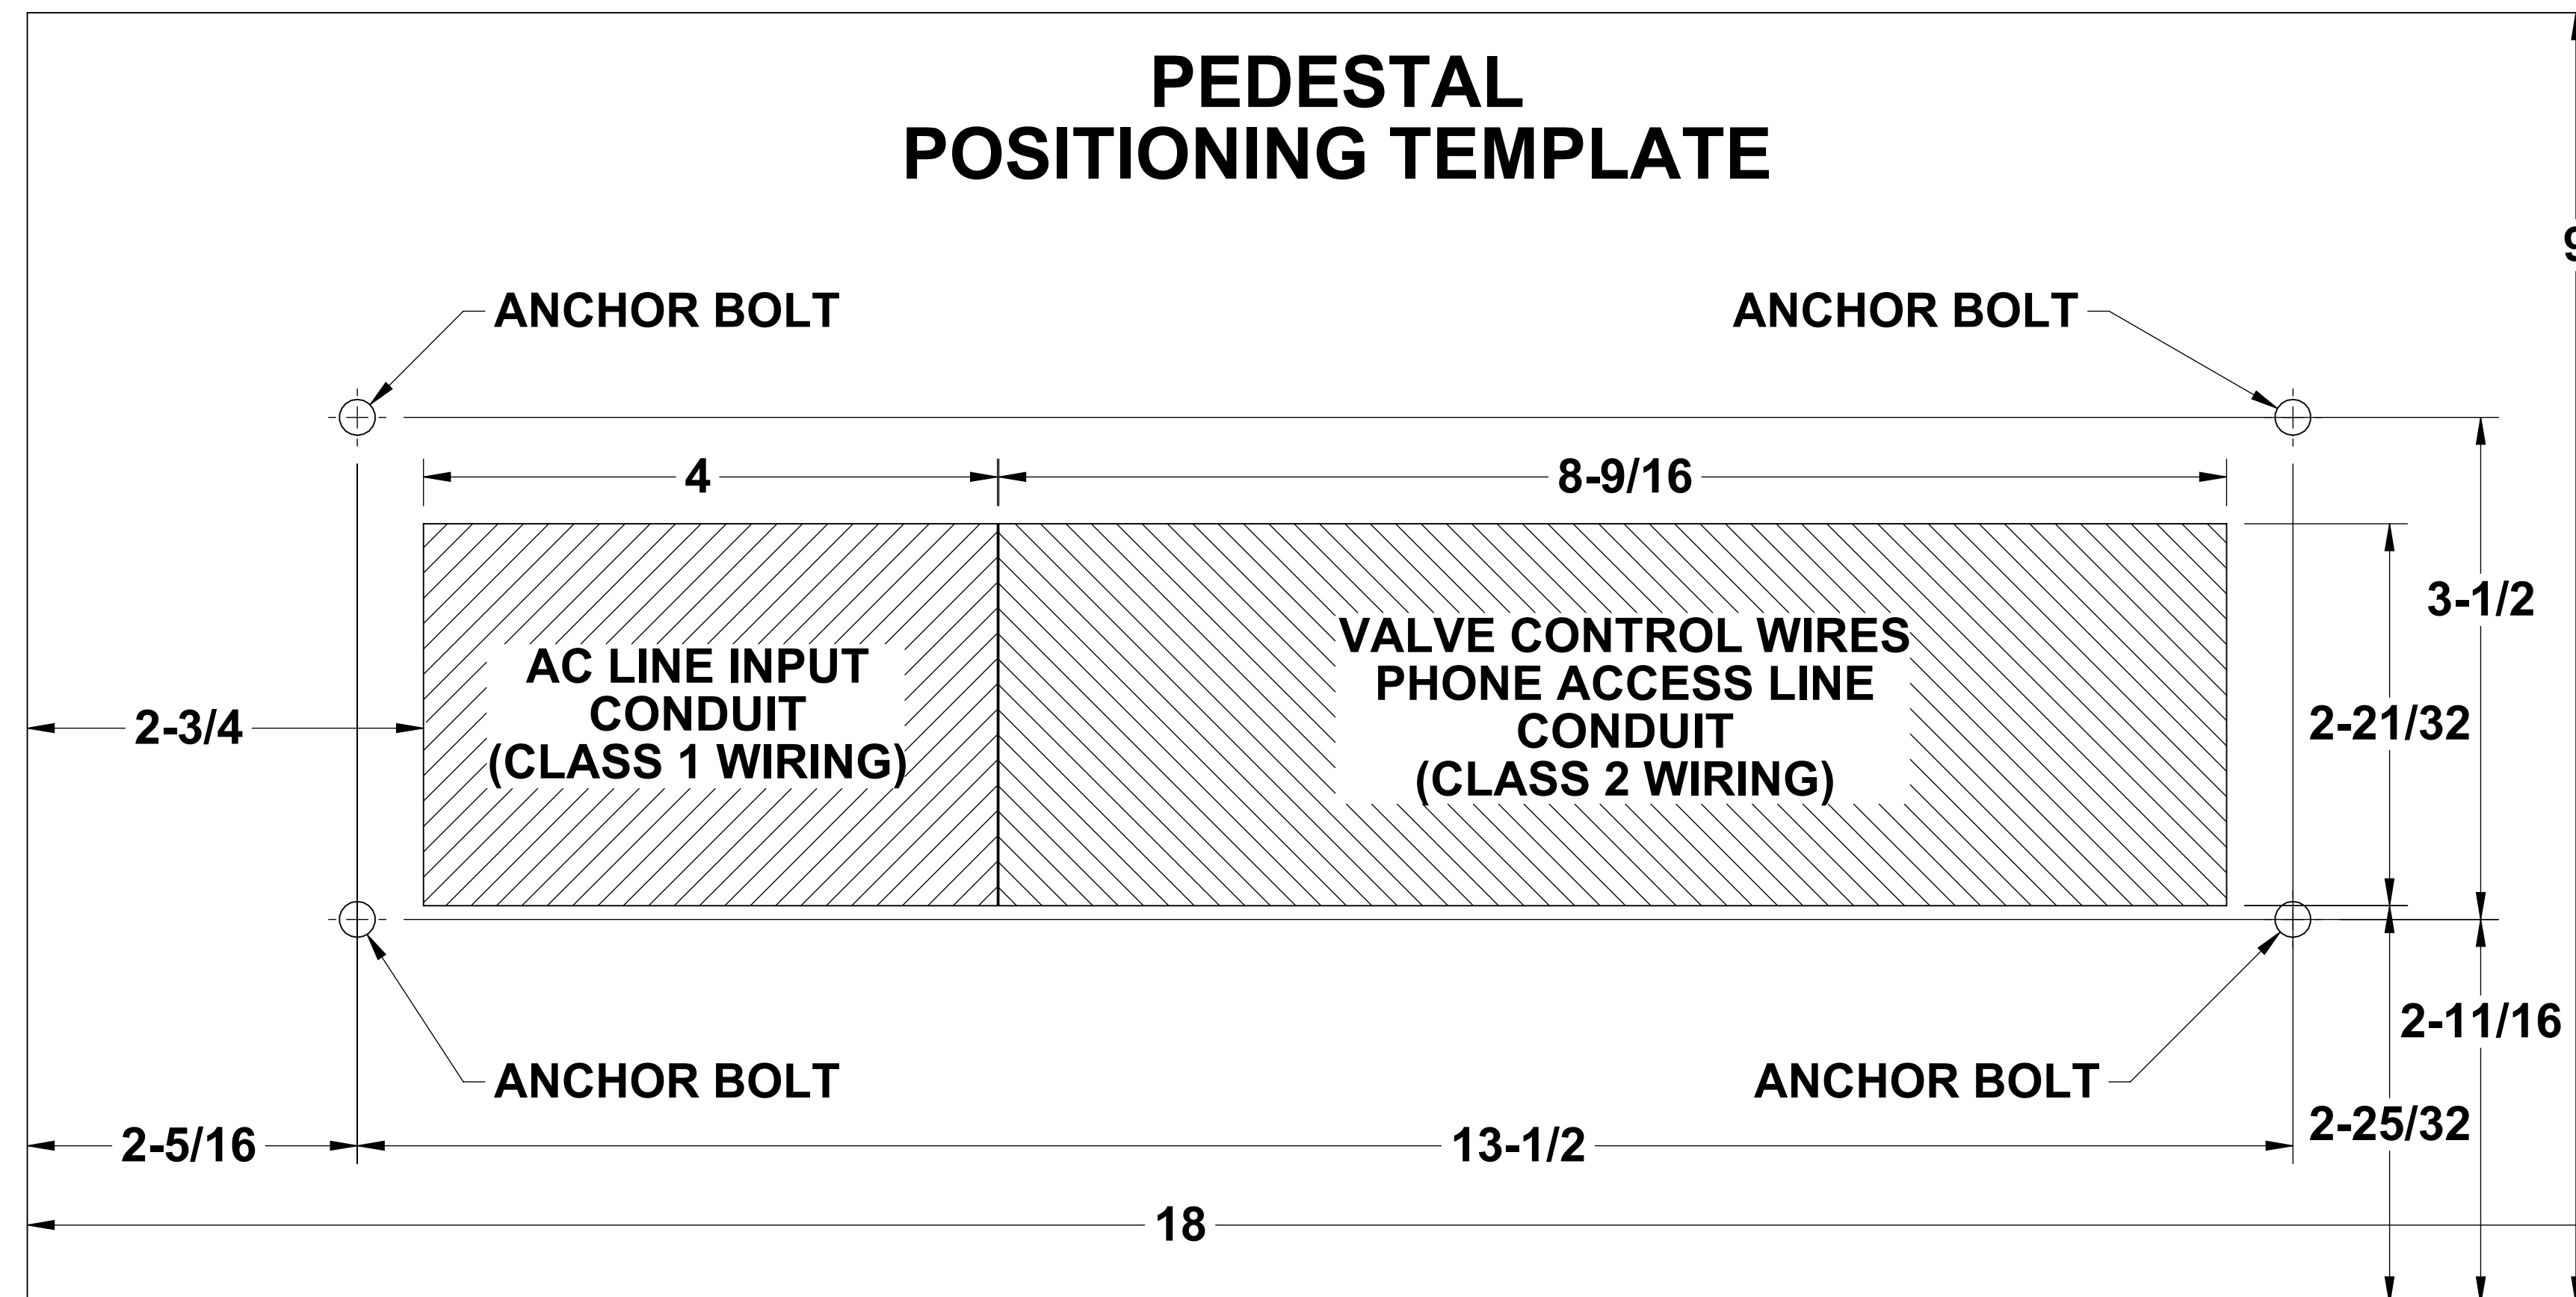 PEDESTAL
POSITIONING TEMPLATE
9
ANCHOR BOLT
ANCHOR BOLT
4
8-9/16
3-1/2
AC LINE INPUT
CONDUIT
(CLASS 1 WIRING)
VALVE CONTROL WIRES
PHONE ACCESS LINE
CONDUIT
(CLASS 2 WIRING)
2-3/4
2-21/32
2-11/16
ANCHOR BOLT
ANCHOR BOLT
2-25/32
2-5/16
13-1/2
18